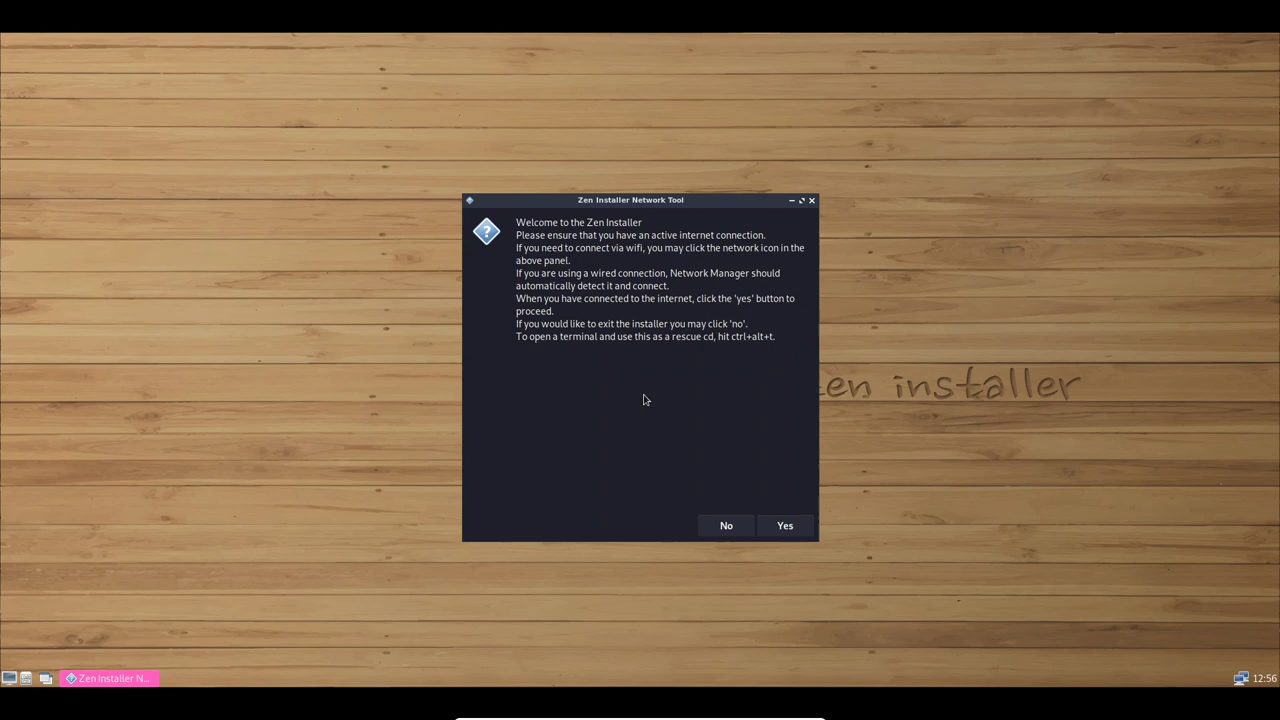 Zen Installer Network Tool
Welcome to the Zen Installer
Please ensure that you have an active internet connection.
If you need to connect via wifi, you may click the network icon in the
above panel.
If you are using a wired connection, Network Manager should
automatically detect it and connect.
When you have connected to the internet, click the 'yes' button to
proceed.
If you would like to exit the installer you may click 'no'.
To open a terminal and use this as a rescue cd, hit ctrl+alt+t.
en installer
No Yes
Zen Installer N... 12:56